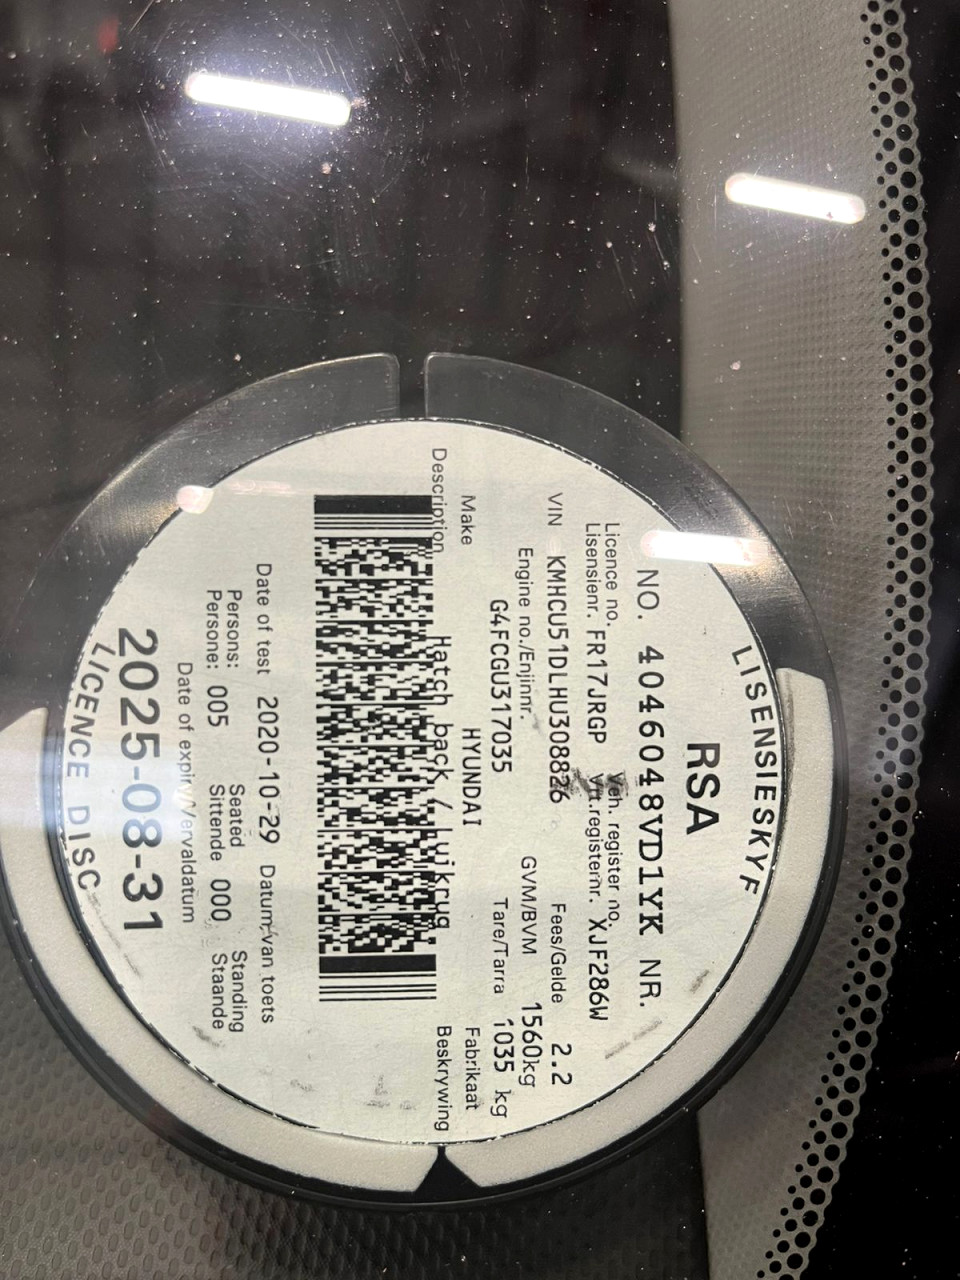 LISENSIESKYF
RSA
NO. 4046048VD1YK NR.
Licence no. Veh. register no.
Lisensienr. FR17JRGP Vrt.registernr. XJF286W
VIN KMHCU51DLHU308826 Fees/Gelde 2.2
Engine no./Enjinnr. GVM/BVM 1560kg
G4FCGU317035 Tare/Tarra 1035 kg
Make HYUNDAI Fabrikaat
Description Hatch back / Luikrug Beskrywing
Date of test 2020-10-29 Datum van toets
Persons: Seated Standing
Persone: 005 Sittende 000 Staande
Date of expiry/Vervaldatum
2025-08-31
LICENCE DISC